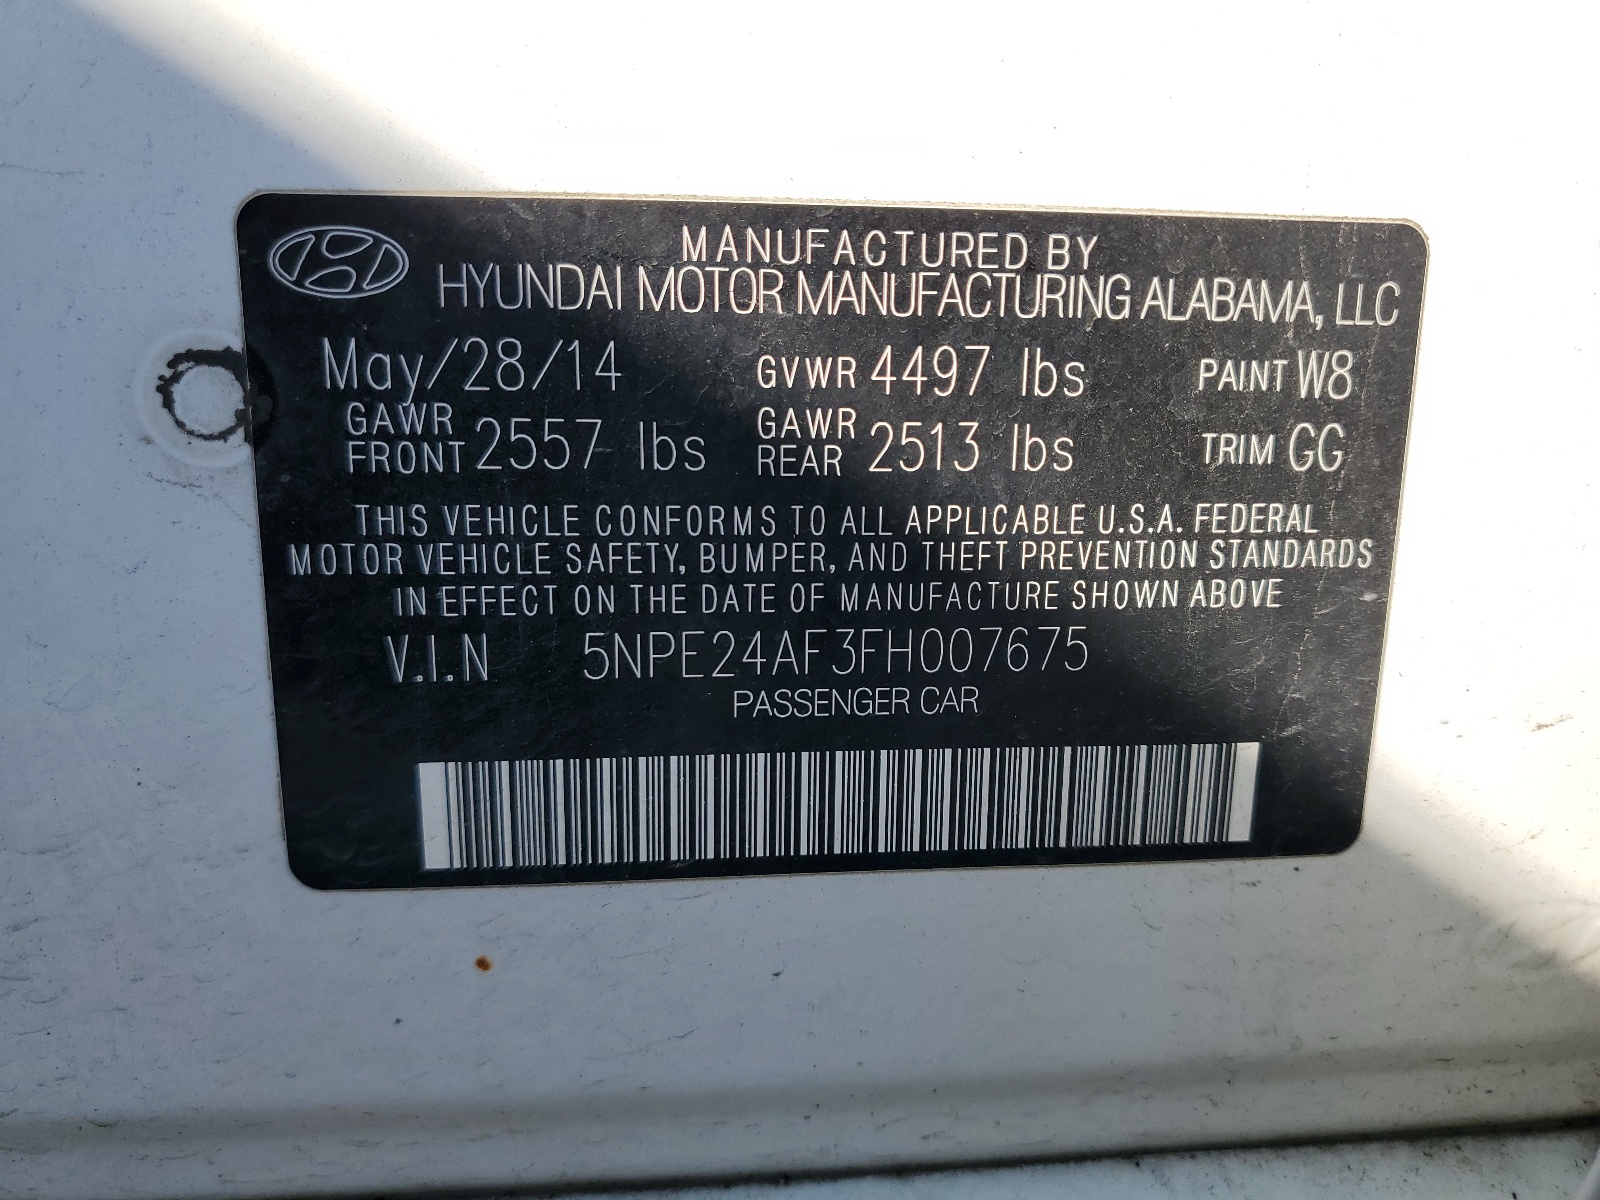 MANUFACTURED BY
HYUNDAI MOTOR MANUFACTURING ALABAMA, LLC
May/28/14 GVWR 4497 lbs PAINT W8
GAWR FRONT 2557 lbs GAWR REAR 2513 lbs TRIM GG
THIS VEHICLE CONFORMS TO ALL APPLICABLE U.S.A. FEDERAL
MOTOR VEHICLE SAFETY, BUMPER, AND THEFT PREVENTION STANDARDS
IN EFFECT ON THE DATE OF MANUFACTURE SHOWN ABOVE
V.I.N 5NPE24AF3FH007675
PASSENGER CAR